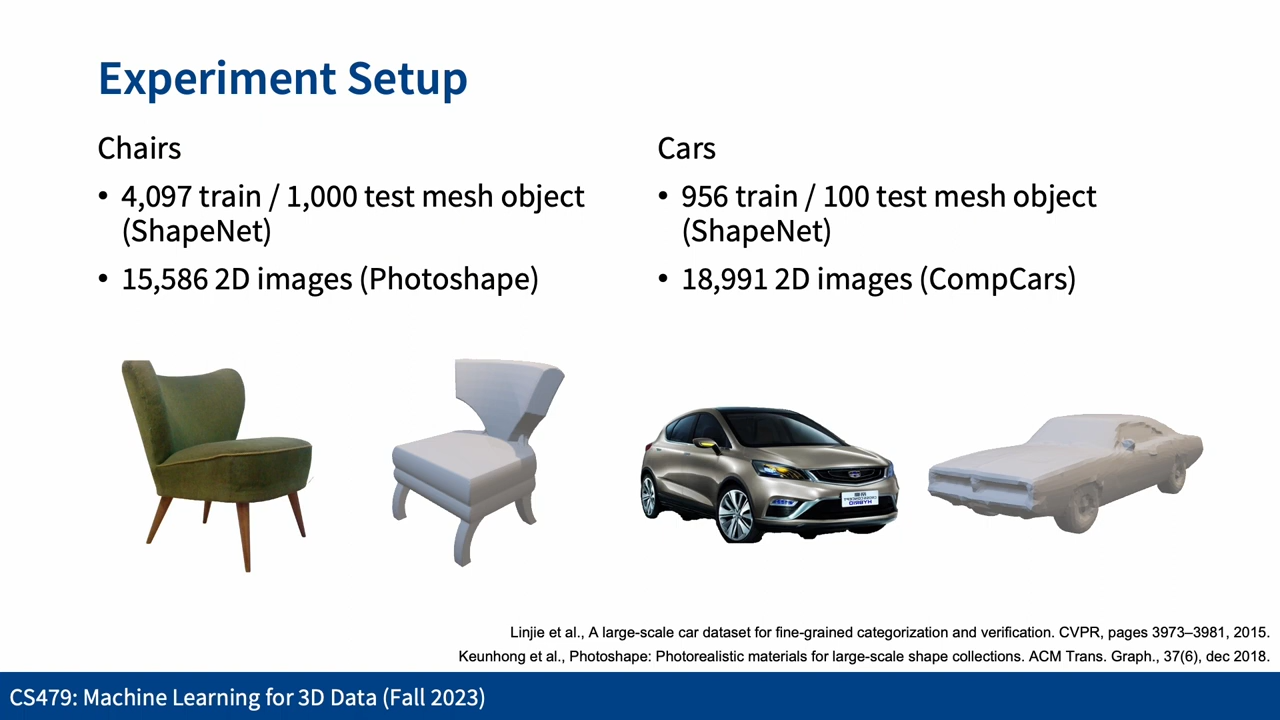 Experiment Setup
Chairs
• 4,097 train / 1,000 test mesh object
(ShapeNet)
• 15,586 2D images (Photoshape)
Cars
• 956 train / 100 test mesh object
(ShapeNet)
• 18,991 2D images (CompCars)
Linjie et al., A large-scale car dataset for fine-grained categorization and verification. CVPR, pages 3973–3981, 2015.
Keunhong et al., Photoshape: Photorealistic materials for large-scale shape collections. ACM Trans. Graph., 37(6), dec 2018.
CS479: Machine Learning for 3D Data (Fall 2023)